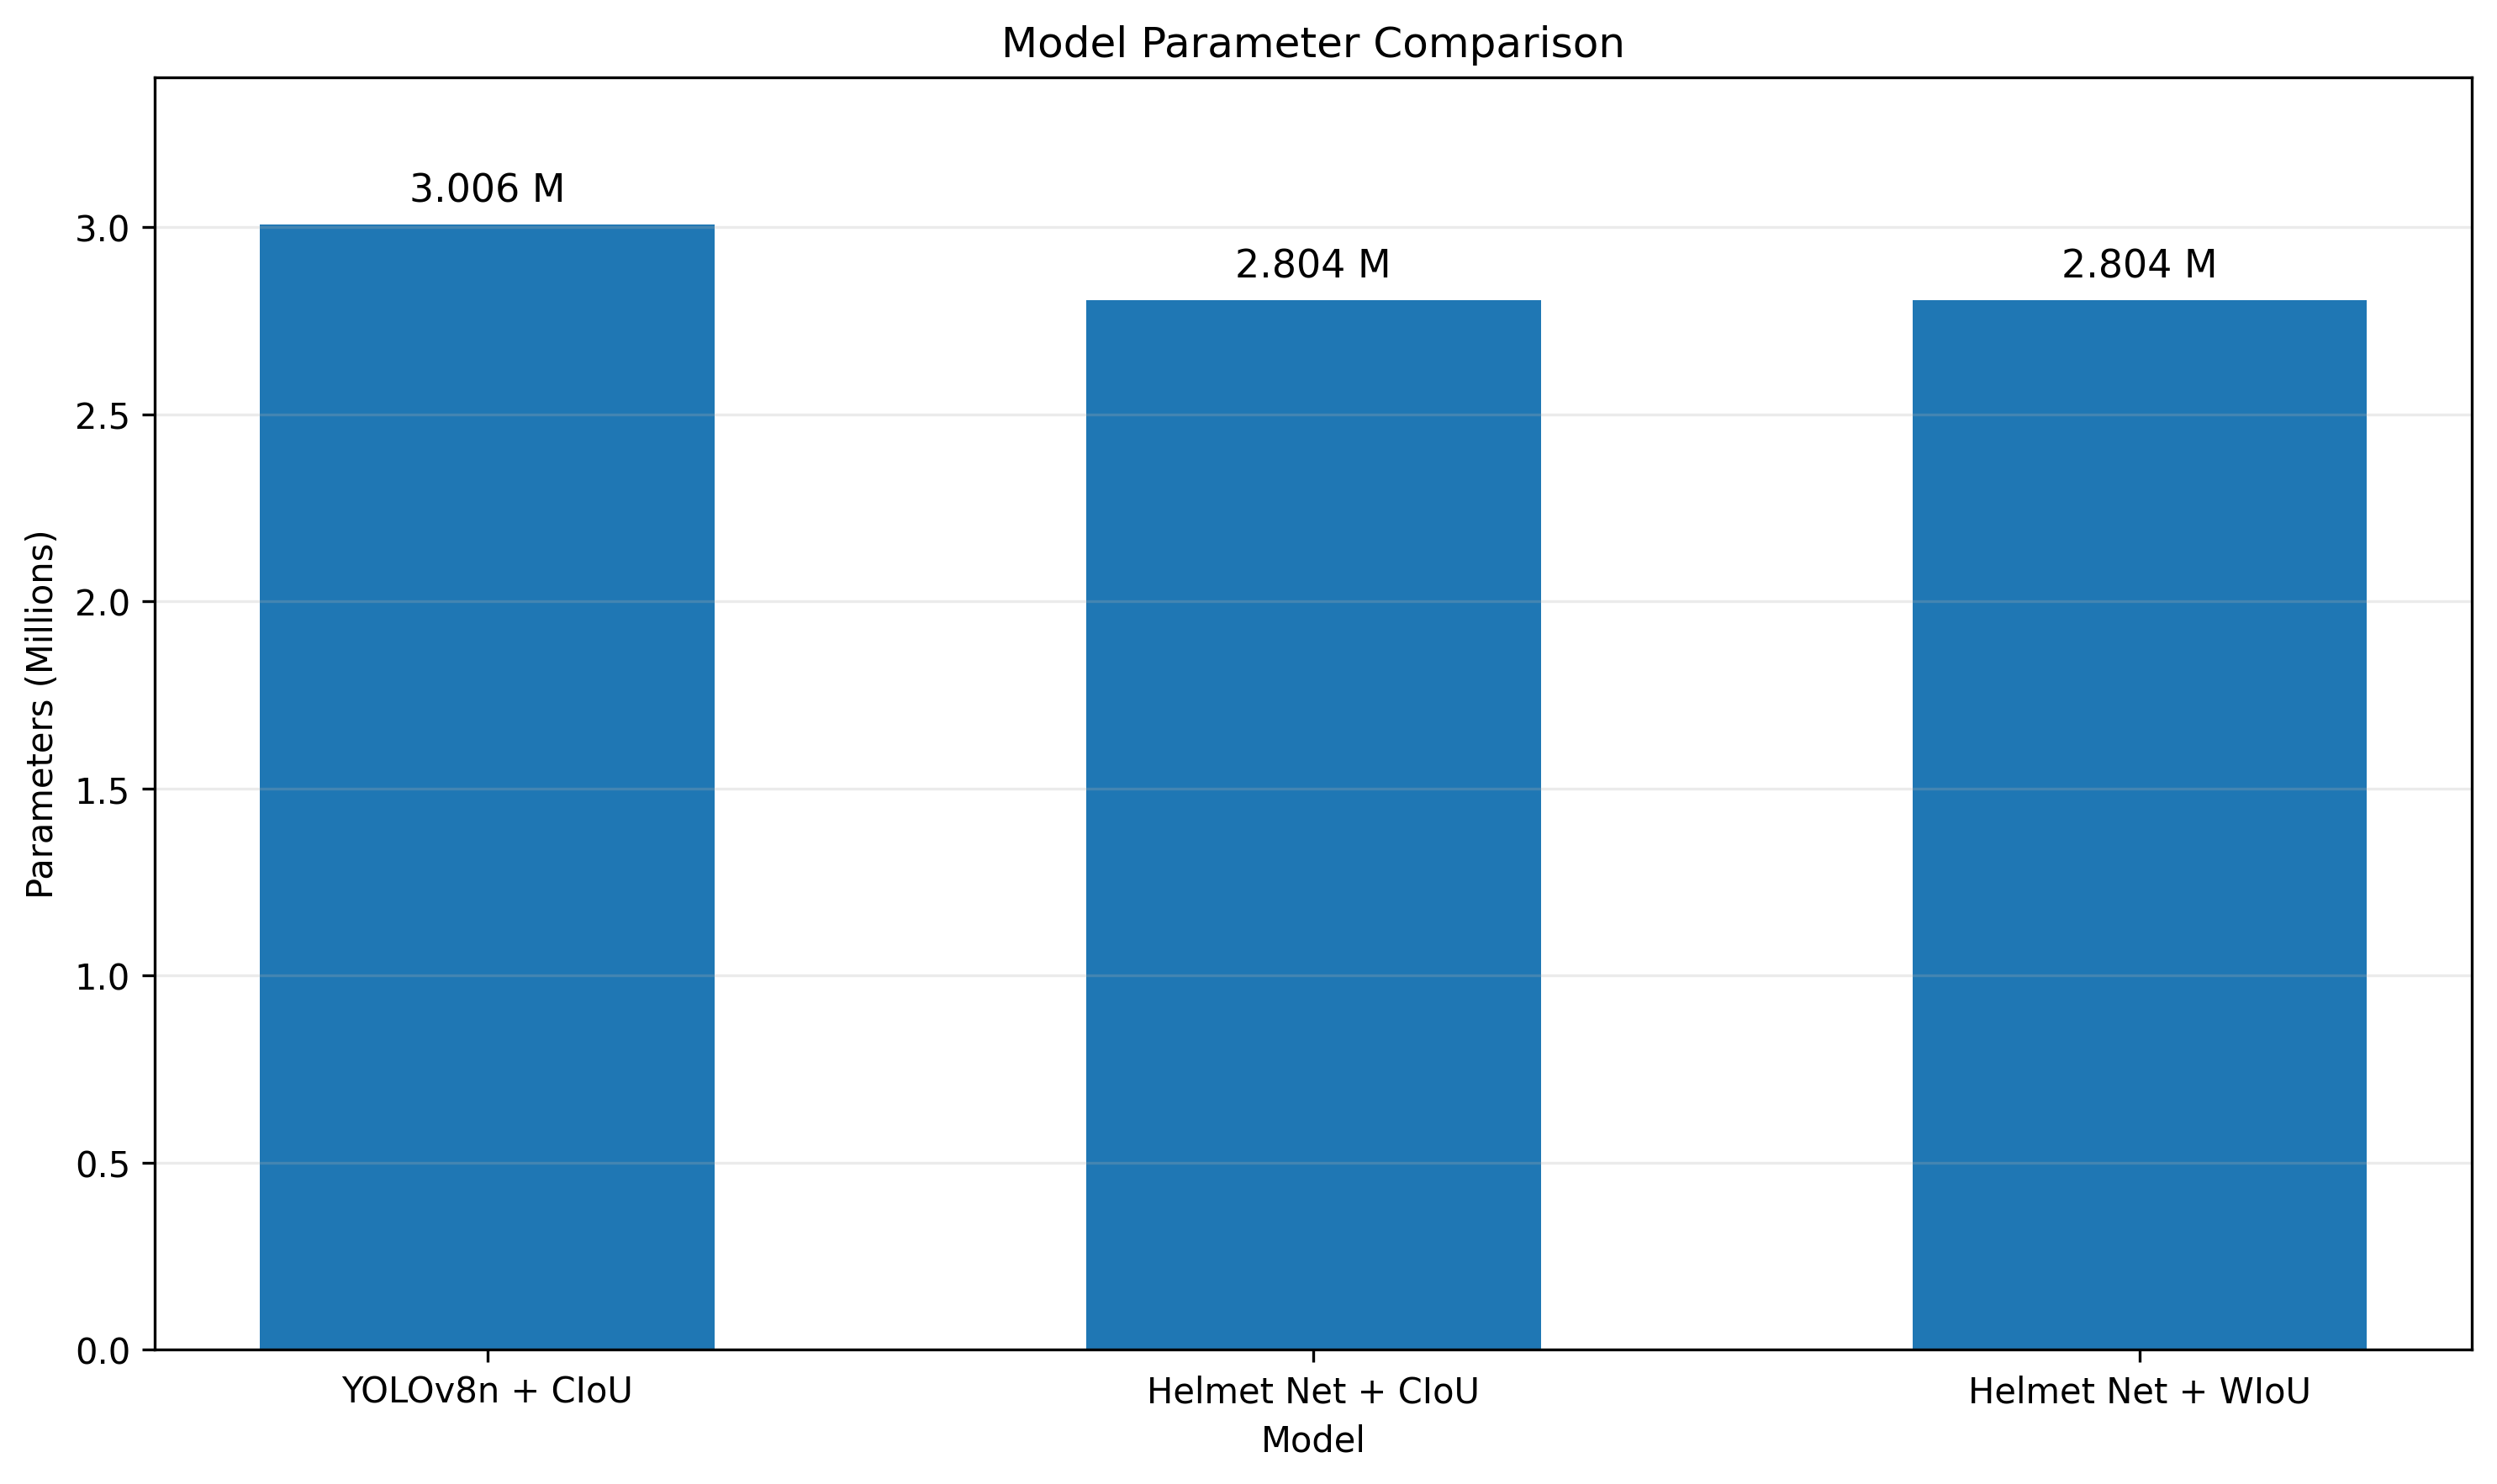 Model Parameter Comparison
3.006 M
2.804 M
2.804 M
3.0
2.5
2.0
1.5
1.0
0.5
0.0
Parameters (Millions)
YOLOv8n + CIoU
Helmet Net + CIoU
Helmet Net + WIoU
Model